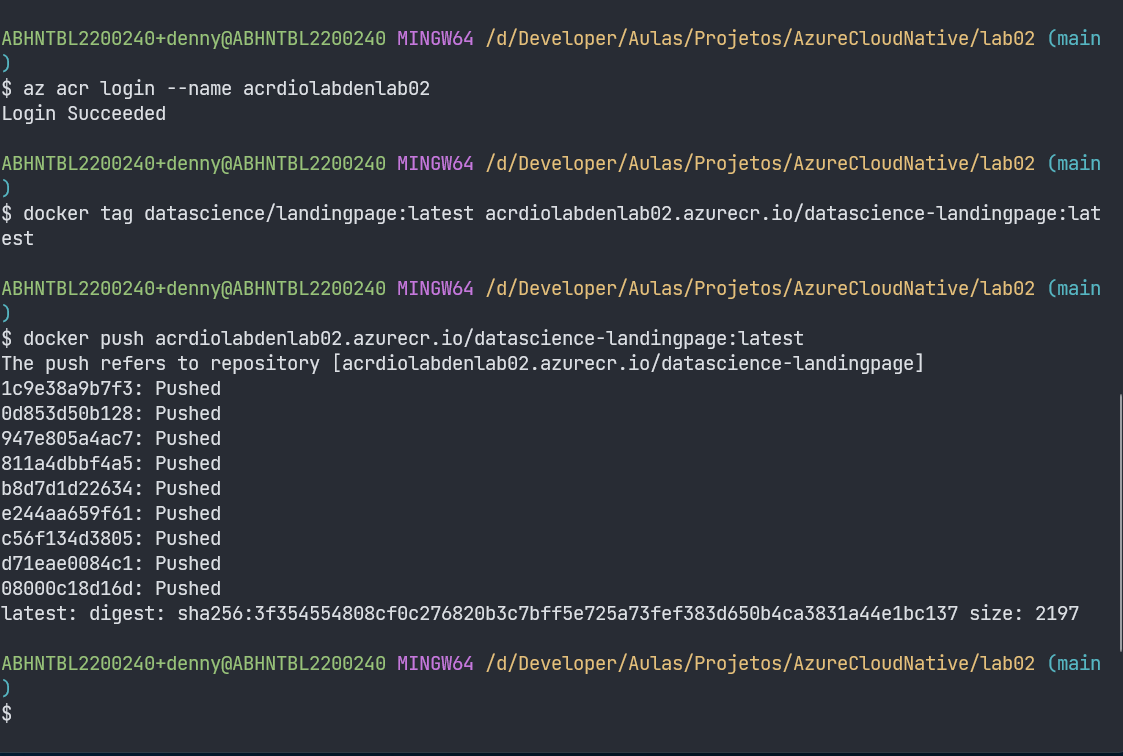 ABHNTBL2200240+denny@ABHNTBL2200240 MINGW64 /d/Developer/Aulas/Projetos/AzureCloudNative/lab02 (main
)
$ az acr login --name acrdiolabdenlab02
Login Succeeded
ABHNTBL2200240+denny@ABHNTBL2200240 MINGW64 /d/Developer/Aulas/Projetos/AzureCloudNative/lab02 (main
)
$ docker tag datascience/landingpage:latest acrdiolabdenlab02.azurecr.io/datascience-landingpage:lat
est
ABHNTBL2200240+denny@ABHNTBL2200240 MINGW64 /d/Developer/Aulas/Projetos/AzureCloudNative/lab02 (main
)
$ docker push acrdiolabdenlab02.azurecr.io/datascience-landingpage:latest
The push refers to repository [acrdiolabdenlab02.azurecr.io/datascience-landingpage]
1c9e38a9b7f3: Pushed
0d853d50b128: Pushed
947e805a4ac7: Pushed
811a4dbbf4a5: Pushed
b8d7d1d22634: Pushed
e244aa659f61: Pushed
c56f134d3805: Pushed
d71eae0084c1: Pushed
08000c18d16d: Pushed
latest: digest: sha256:3f354554808cf0c276820b3c7bff5e725a73fef383d650b4ca3831a44e1bc137 size: 2197
ABHNTBL2200240+denny@ABHNTBL2200240 MINGW64 /d/Developer/Aulas/Projetos/AzureCloudNative/lab02 (main
)
$